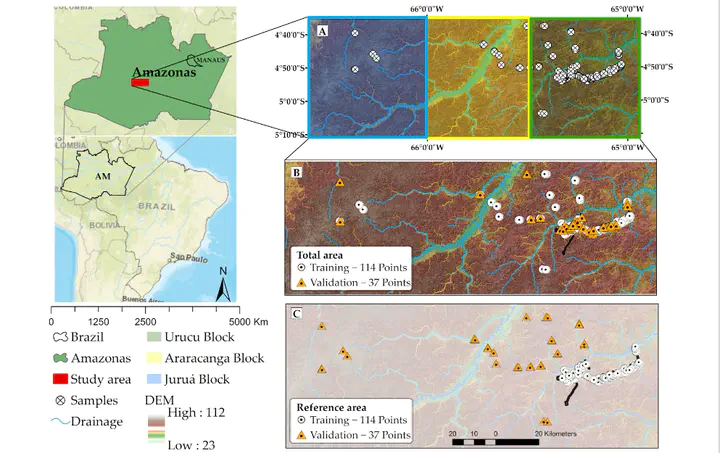 COLOMBIA
MANAUS
Amazonas
COLOMBIA
AM
BRAZIL
BOLIVIA
Sao Paulo
Buenos Aires
N
0 1250 2500 5000 Km
Brazil
Amazonas
Study area
Samples
Drainage
Urucu Block
Araracanga Block
Juruá Block
DEM
High : 112
Low : 23
66°0'0"W 65°0'0"W
A
4°40'0"S 4°40'0"S
4°50'0"S 4°50'0"S
5°0'0"S 5°0'0"S
5°10'0"S
66°0'0"W 65°0'0"W
B
Total area
Training – 114 Points
Validation – 37 Points
C
Reference area
Training – 114 Points
Validation – 37 Points
20 10 0 20 Kilometers